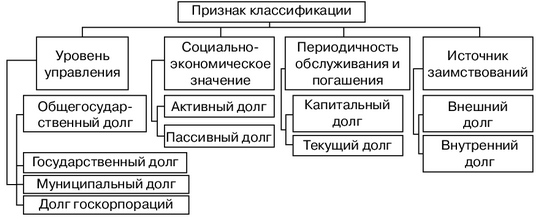 Признак классификации
Уровень
управления
Общегосудар-
ственный долг
Государственный долг
Муниципальный долг
Долг госкорпораций
Социально-
экономическое
значение
Активный долг
Пассивный долг
Периодичность
обслуживания и
погашения
Капитальный
долг
Текущий долг
Источник
заимствований
Внешний
долг
Внутренний
долг